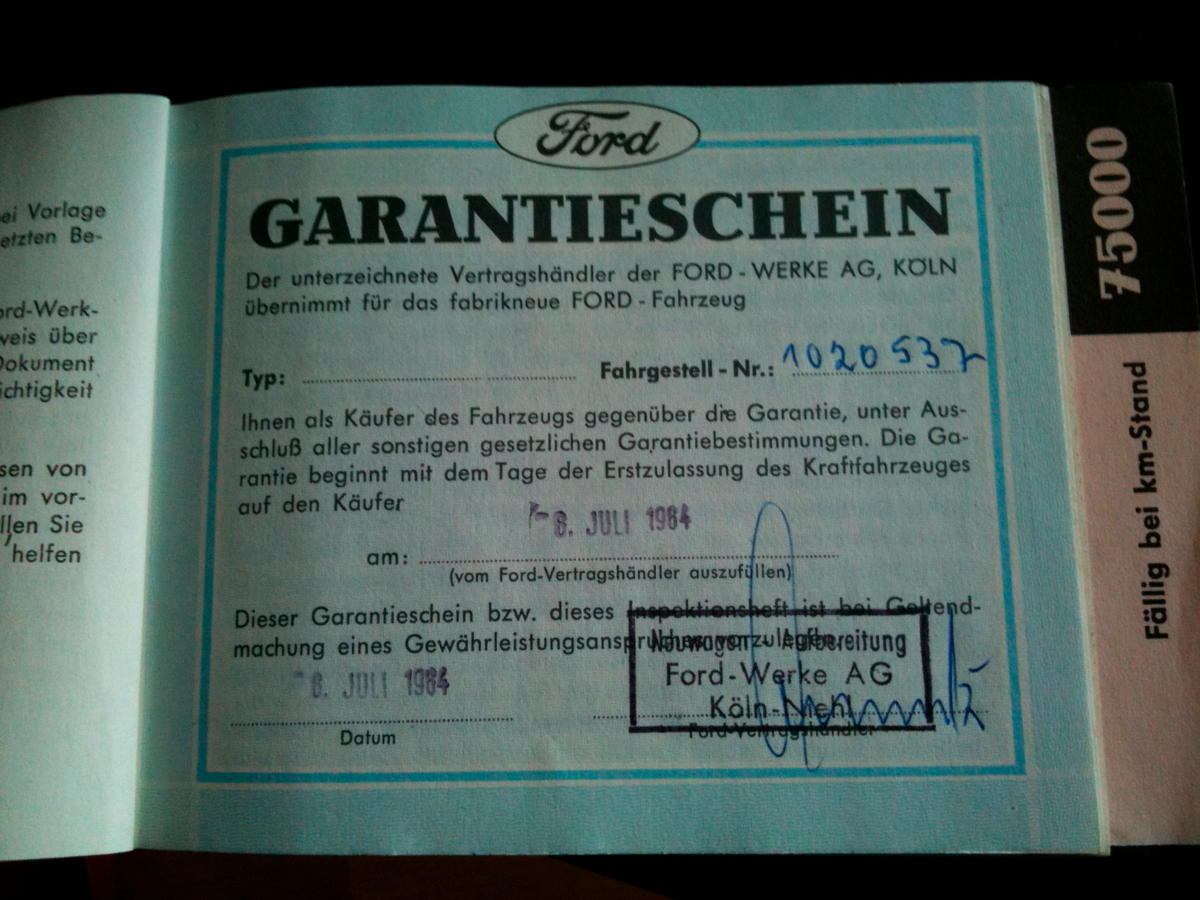 ei Vorlage
etzten Be-
ord-Werk-
weis über
Dokument
ichtigkeit
sen von
im vor-
llen Sie
helfen
Ford
GARANTIESCHEIN
Der unterzeichnete Vertragshändler der FORD - WERKE AG, KÖLN
übernimmt für das fabrikneue FORD - Fahrzeug
Typ: Fahrgestell - Nr.: 1020537
Ihnen als Käufer des Fahrzeugs gegenüber die Garantie, unter Aus-
schluß aller sonstigen gesetzlichen Garantiebestimmungen. Die Ga-
rantie beginnt mit dem Tage der Erstzulassung des Kraftfahrzeuges
auf den Käufer
8. JULI 1964
am:
(vom Ford-Vertragshändler auszufüllen)
Dieser Garantieschein bzw. dieses Inspektionsheft ist bei Geltend-
machung eines Gewährleistungsanspruches vorzulegen.
Neuwagen - Aufbereitung
Ford-Werke AG
Köln-Niehl
8. JULI 1964
Datum
Ford-Vertragshändler
75000
Fällig bei km-Stand